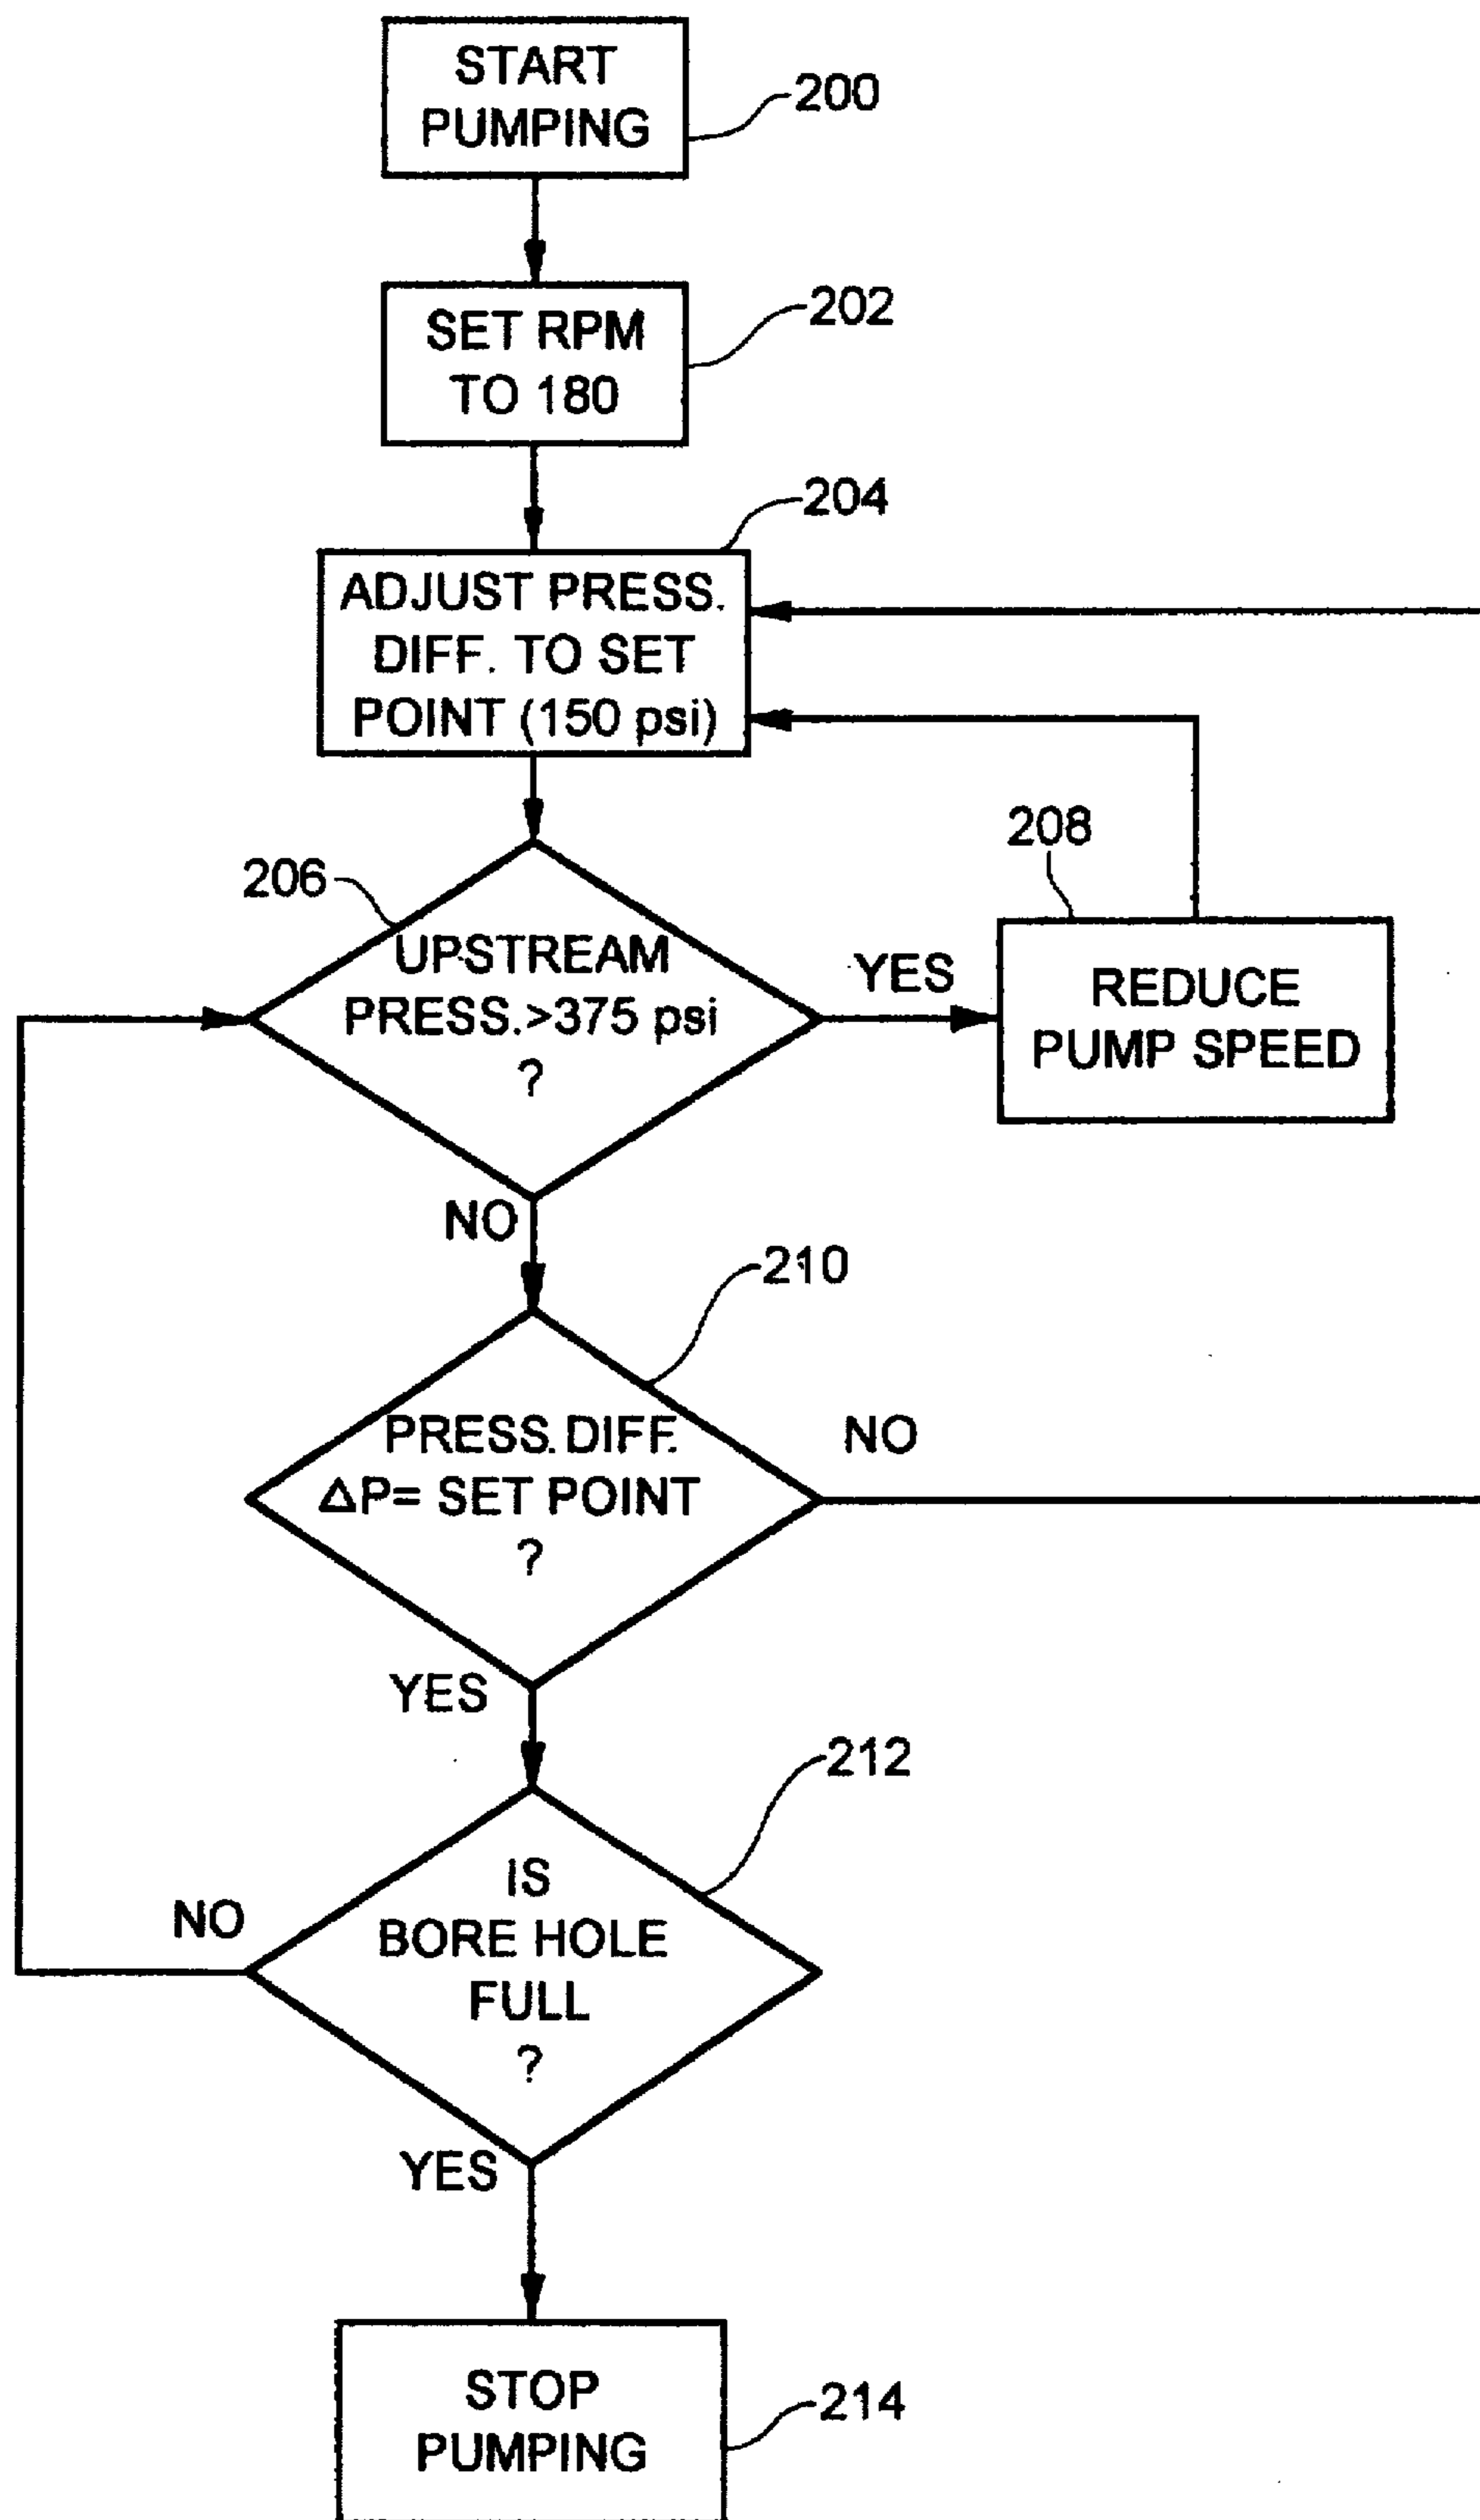 START
PUMPING
200
SET RPM
TO 180
202
204
ADJUST PRESS.
DIFF. TO SET
POINT (150 psi)
206
208
UPSTREAM
PRESS.>375 psi
?
YES
REDUCE
PUMP SPEED
NO
210
PRESS. DIFF.
ΔP= SET POINT
?
NO
YES
212
IS
BORE HOLE
FULL
?
NO
YES
STOP
PUMPING
214